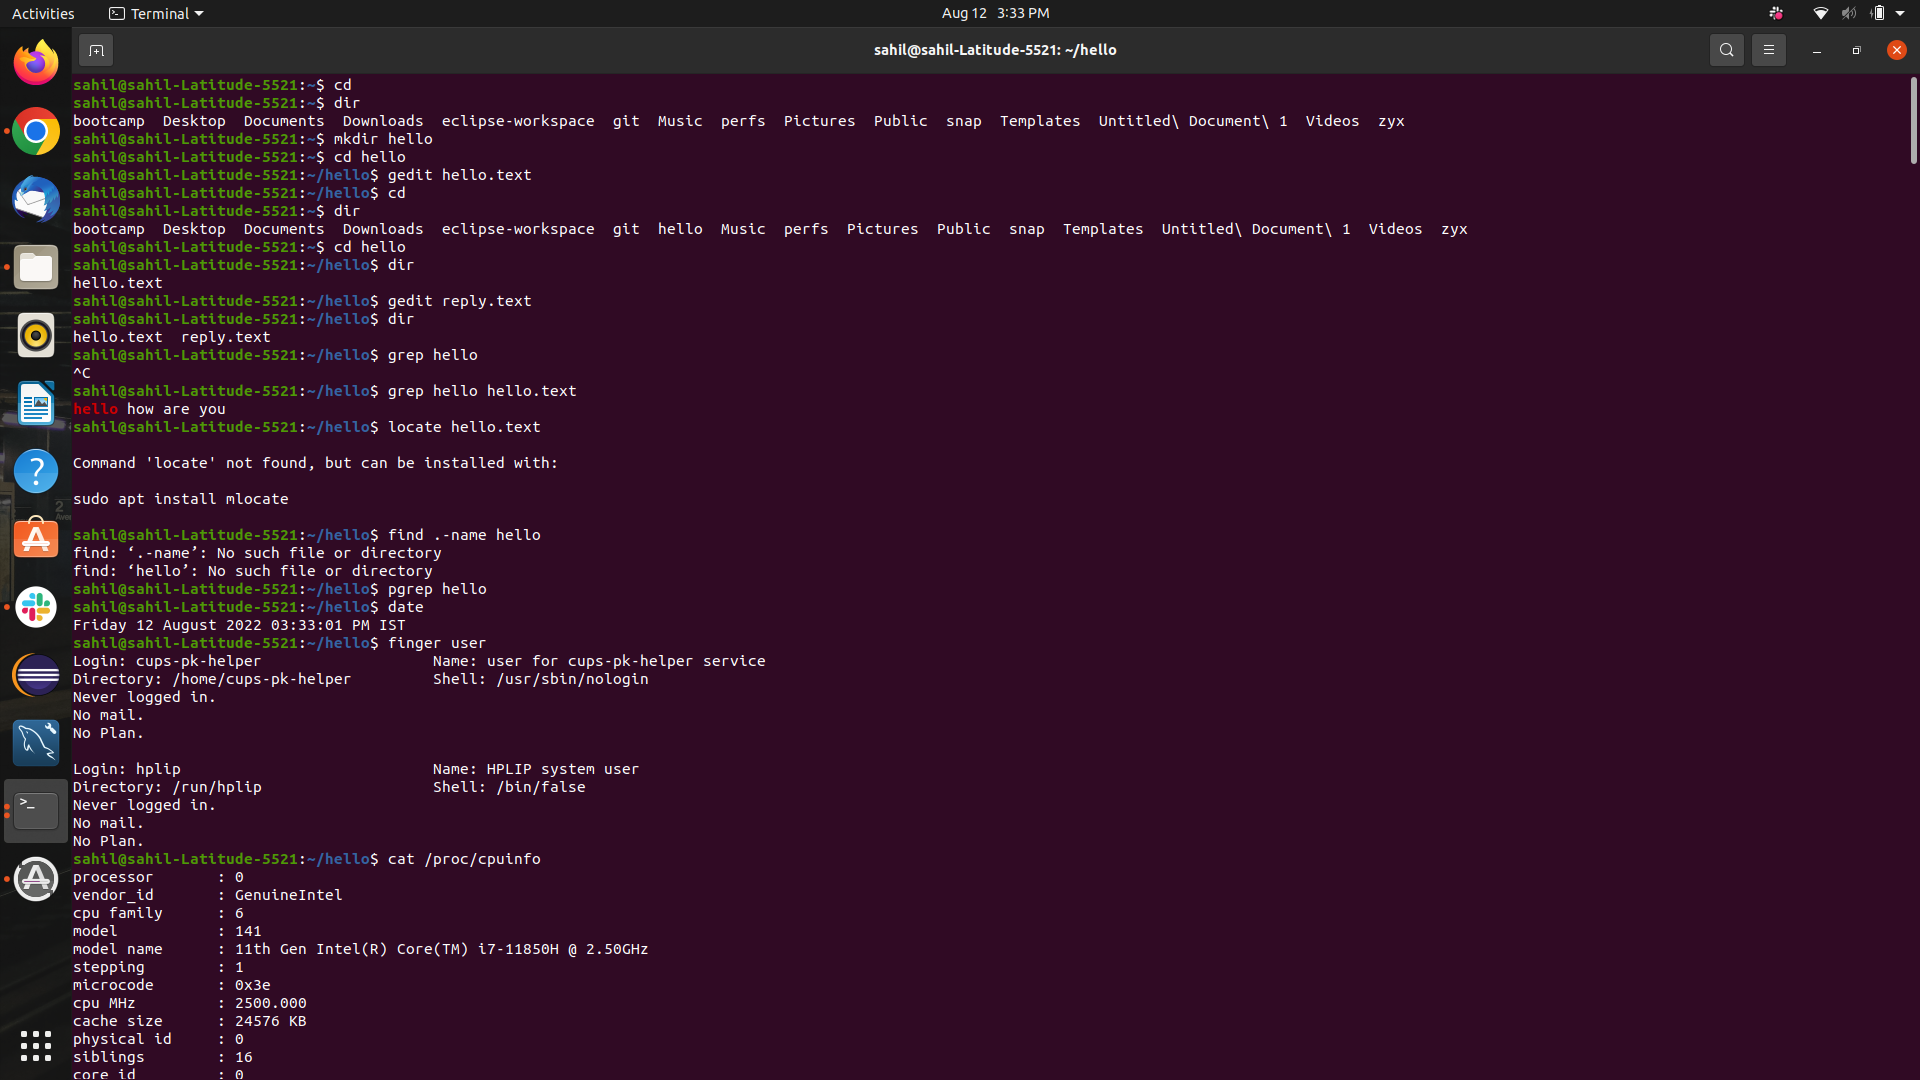 Activities Terminal Aug 12 3:33 PM
sahil@sahil-Latitude-5521: ~/hello
sahil@sahil-Latitude-5521:~$ cd
sahil@sahil-Latitude-5521:~$ dir
bootcamp  Desktop  Documents  Downloads  eclipse-workspace  git  Music  perfs  Pictures  Public  snap  Templates  Untitled\ Document\ 1  Videos  zyx
sahil@sahil-Latitude-5521:~$ mkdir hello
sahil@sahil-Latitude-5521:~$ cd hello
sahil@sahil-Latitude-5521:~/hello$ gedit hello.text
sahil@sahil-Latitude-5521:~/hello$ cd
sahil@sahil-Latitude-5521:~$ dir
bootcamp  Desktop  Documents  Downloads  eclipse-workspace  git  hello  Music  perfs  Pictures  Public  snap  Templates  Untitled\ Document\ 1  Videos  zyx
sahil@sahil-Latitude-5521:~$ cd hello
sahil@sahil-Latitude-5521:~/hello$ dir
hello.text
sahil@sahil-Latitude-5521:~/hello$ gedit reply.text
sahil@sahil-Latitude-5521:~/hello$ dir
hello.text  reply.text
sahil@sahil-Latitude-5521:~/hello$ grep hello
^C
sahil@sahil-Latitude-5521:~/hello$ grep hello hello.text
hello how are you
sahil@sahil-Latitude-5521:~/hello$ locate hello.text
Command 'locate' not found, but can be installed with:
sudo apt install mlocate
sahil@sahil-Latitude-5521:~/hello$ find .-name hello
find: ‘.-name’: No such file or directory
find: ‘hello’: No such file or directory
sahil@sahil-Latitude-5521:~/hello$ pgrep hello
sahil@sahil-Latitude-5521:~/hello$ date
Friday 12 August 2022 03:33:01 PM IST
sahil@sahil-Latitude-5521:~/hello$ finger user
Login: cups-pk-helper                   Name: user for cups-pk-helper service
Directory: /home/cups-pk-helper         Shell: /usr/sbin/nologin
Never logged in.
No mail.
No Plan.
Login: hplip                            Name: HPLIP system user
Directory: /run/hplip                   Shell: /bin/false
Never logged in.
No mail.
No Plan.
sahil@sahil-Latitude-5521:~/hello$ cat /proc/cpuinfo
processor       : 0
vendor_id       : GenuineIntel
cpu family      : 6
model           : 141
model name      : 11th Gen Intel(R) Core(TM) i7-11850H @ 2.50GHz
stepping        : 1
microcode       : 0x3e
cpu MHz         : 2500.000
cache size      : 24576 KB
physical id     : 0
siblings        : 16
core id         : 0